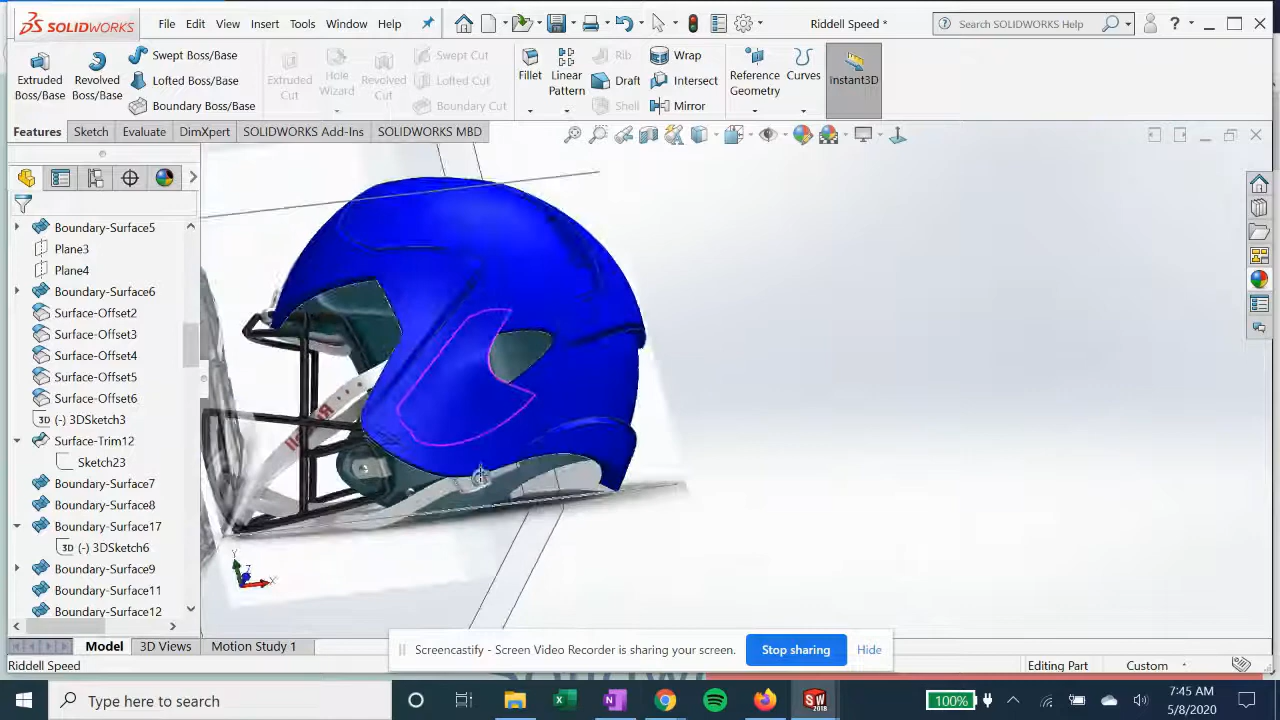 SOLIDWORKS File Edit View Insert Tools Window Help Riddell Speed * Search SOLIDWORKS Help ?
Extruded Boss/Base Revolved Boss/Base Swept Boss/Base Lofted Boss/Base Boundary Boss/Base Extruded Cut Hole Wizard Revolved Cut Swept Cut Lofted Cut Boundary Cut Fillet Linear Pattern Rib Draft Shell Wrap Intersect Mirror Reference Geometry Curves Instant3D
Features Sketch Evaluate DimXpert SOLIDWORKS Add-Ins SOLIDWORKS MBD
Boundary-Surface5
Plane3
Plane4
Boundary-Surface6
Surface-Offset2
Surface-Offset3
Surface-Offset4
Surface-Offset5
Surface-Offset6
3D (-) 3DSketch3
Surface-Trim12
Sketch23
Boundary-Surface7
Boundary-Surface8
Boundary-Surface17
3D (-) 3DSketch6
Boundary-Surface9
Boundary-Surface11
Boundary-Surface12
Y
Z
X
Model 3D Views Motion Study 1
Screencastify - Screen Video Recorder is sharing your screen. Stop sharing Hide
Riddell Speed Editing Part Custom
Type here to search SW 2018 100% 7:45 AM
5/8/2020